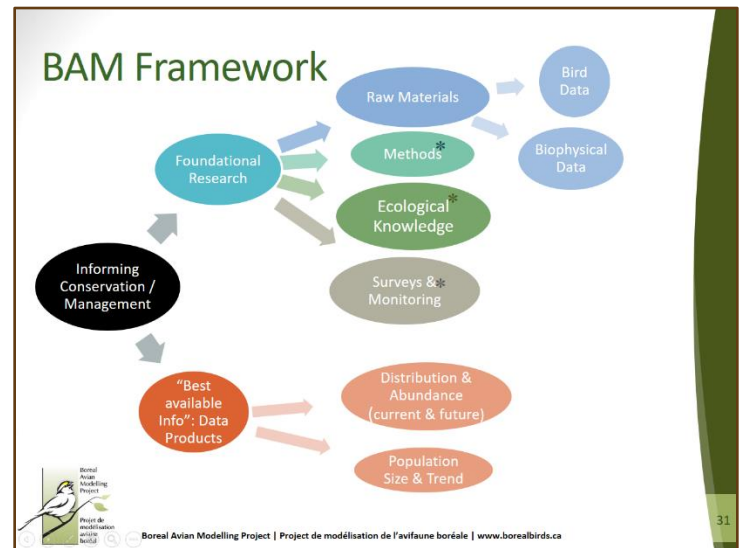 BAM Framework
Raw Materials
Bird
Data
Biophysical
Data
Foundational
Research
Methods*
Ecological*
Knowledge
Surveys &*
Monitoring
Informing
Conservation /
Management
"Best
available
Info": Data
Products
Distribution &
Abundance
(current & future)
Population
Size & Trend
Boreal
Avian
Modelling
Project
Projet de
modélisation
aviaire
boréal
Boreal Avian Modelling Project | Project de modélisation de l'avifaune boréale | www.borealbirds.ca
31